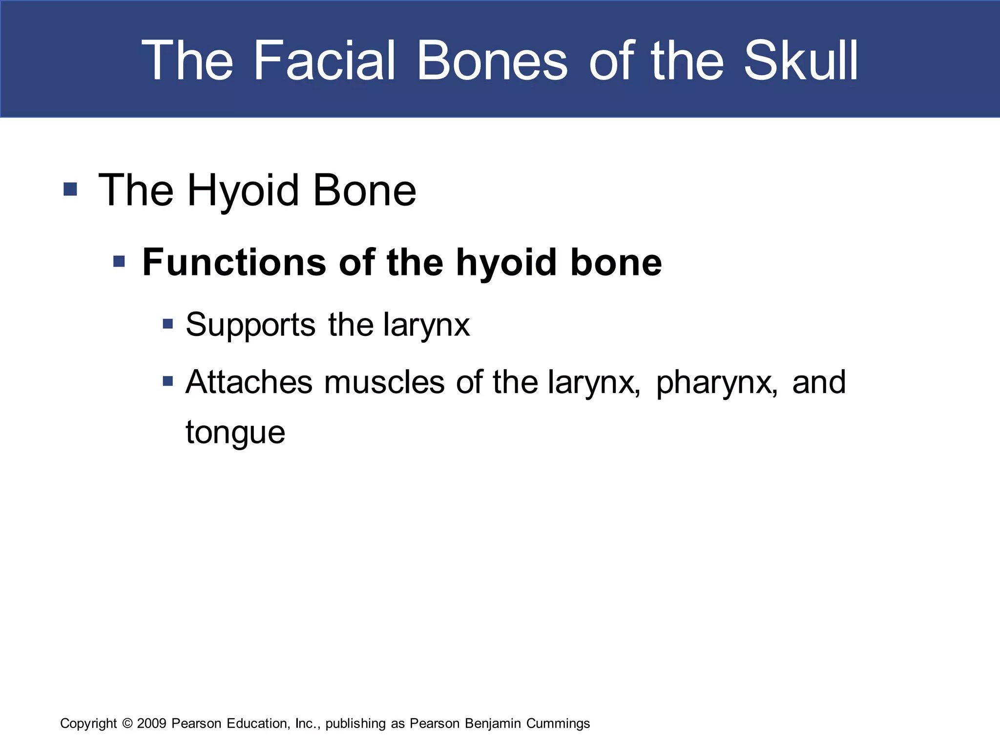 The Facial Bones of the Skull
▪ The Hyoid Bone
▪ Functions of the hyoid bone
▪ Supports the larynx
▪ Attaches muscles of the larynx, pharynx, and
tongue
Copyright © 2009 Pearson Education, Inc., publishing as Pearson Benjamin Cummings